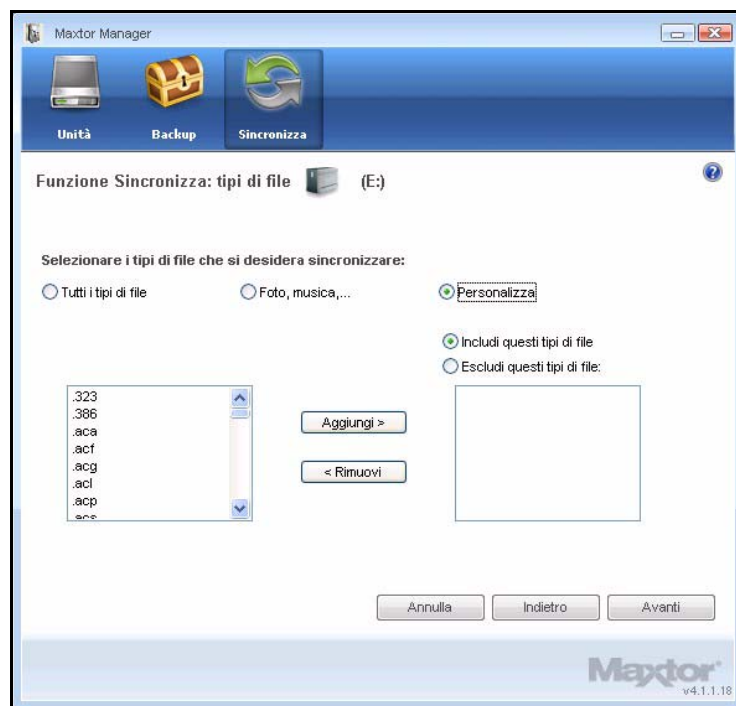 Maxtor Manager
Unità Backup Sincronizza
Funzione Sincronizza: tipi di file (E:)
Selezionare i tipi di file che si desidera sincronizzare:
Tutti i tipi di file Foto, musica,... Personalizza
Includi questi tipi di file
Escludi questi tipi di file:
.323
.386
.aca
.acf
.acg
.acl
.acp
.acs
Aggiungi >
< Rimuovi
Annulla Indietro Avanti
Maxtor
v4.1.1.18